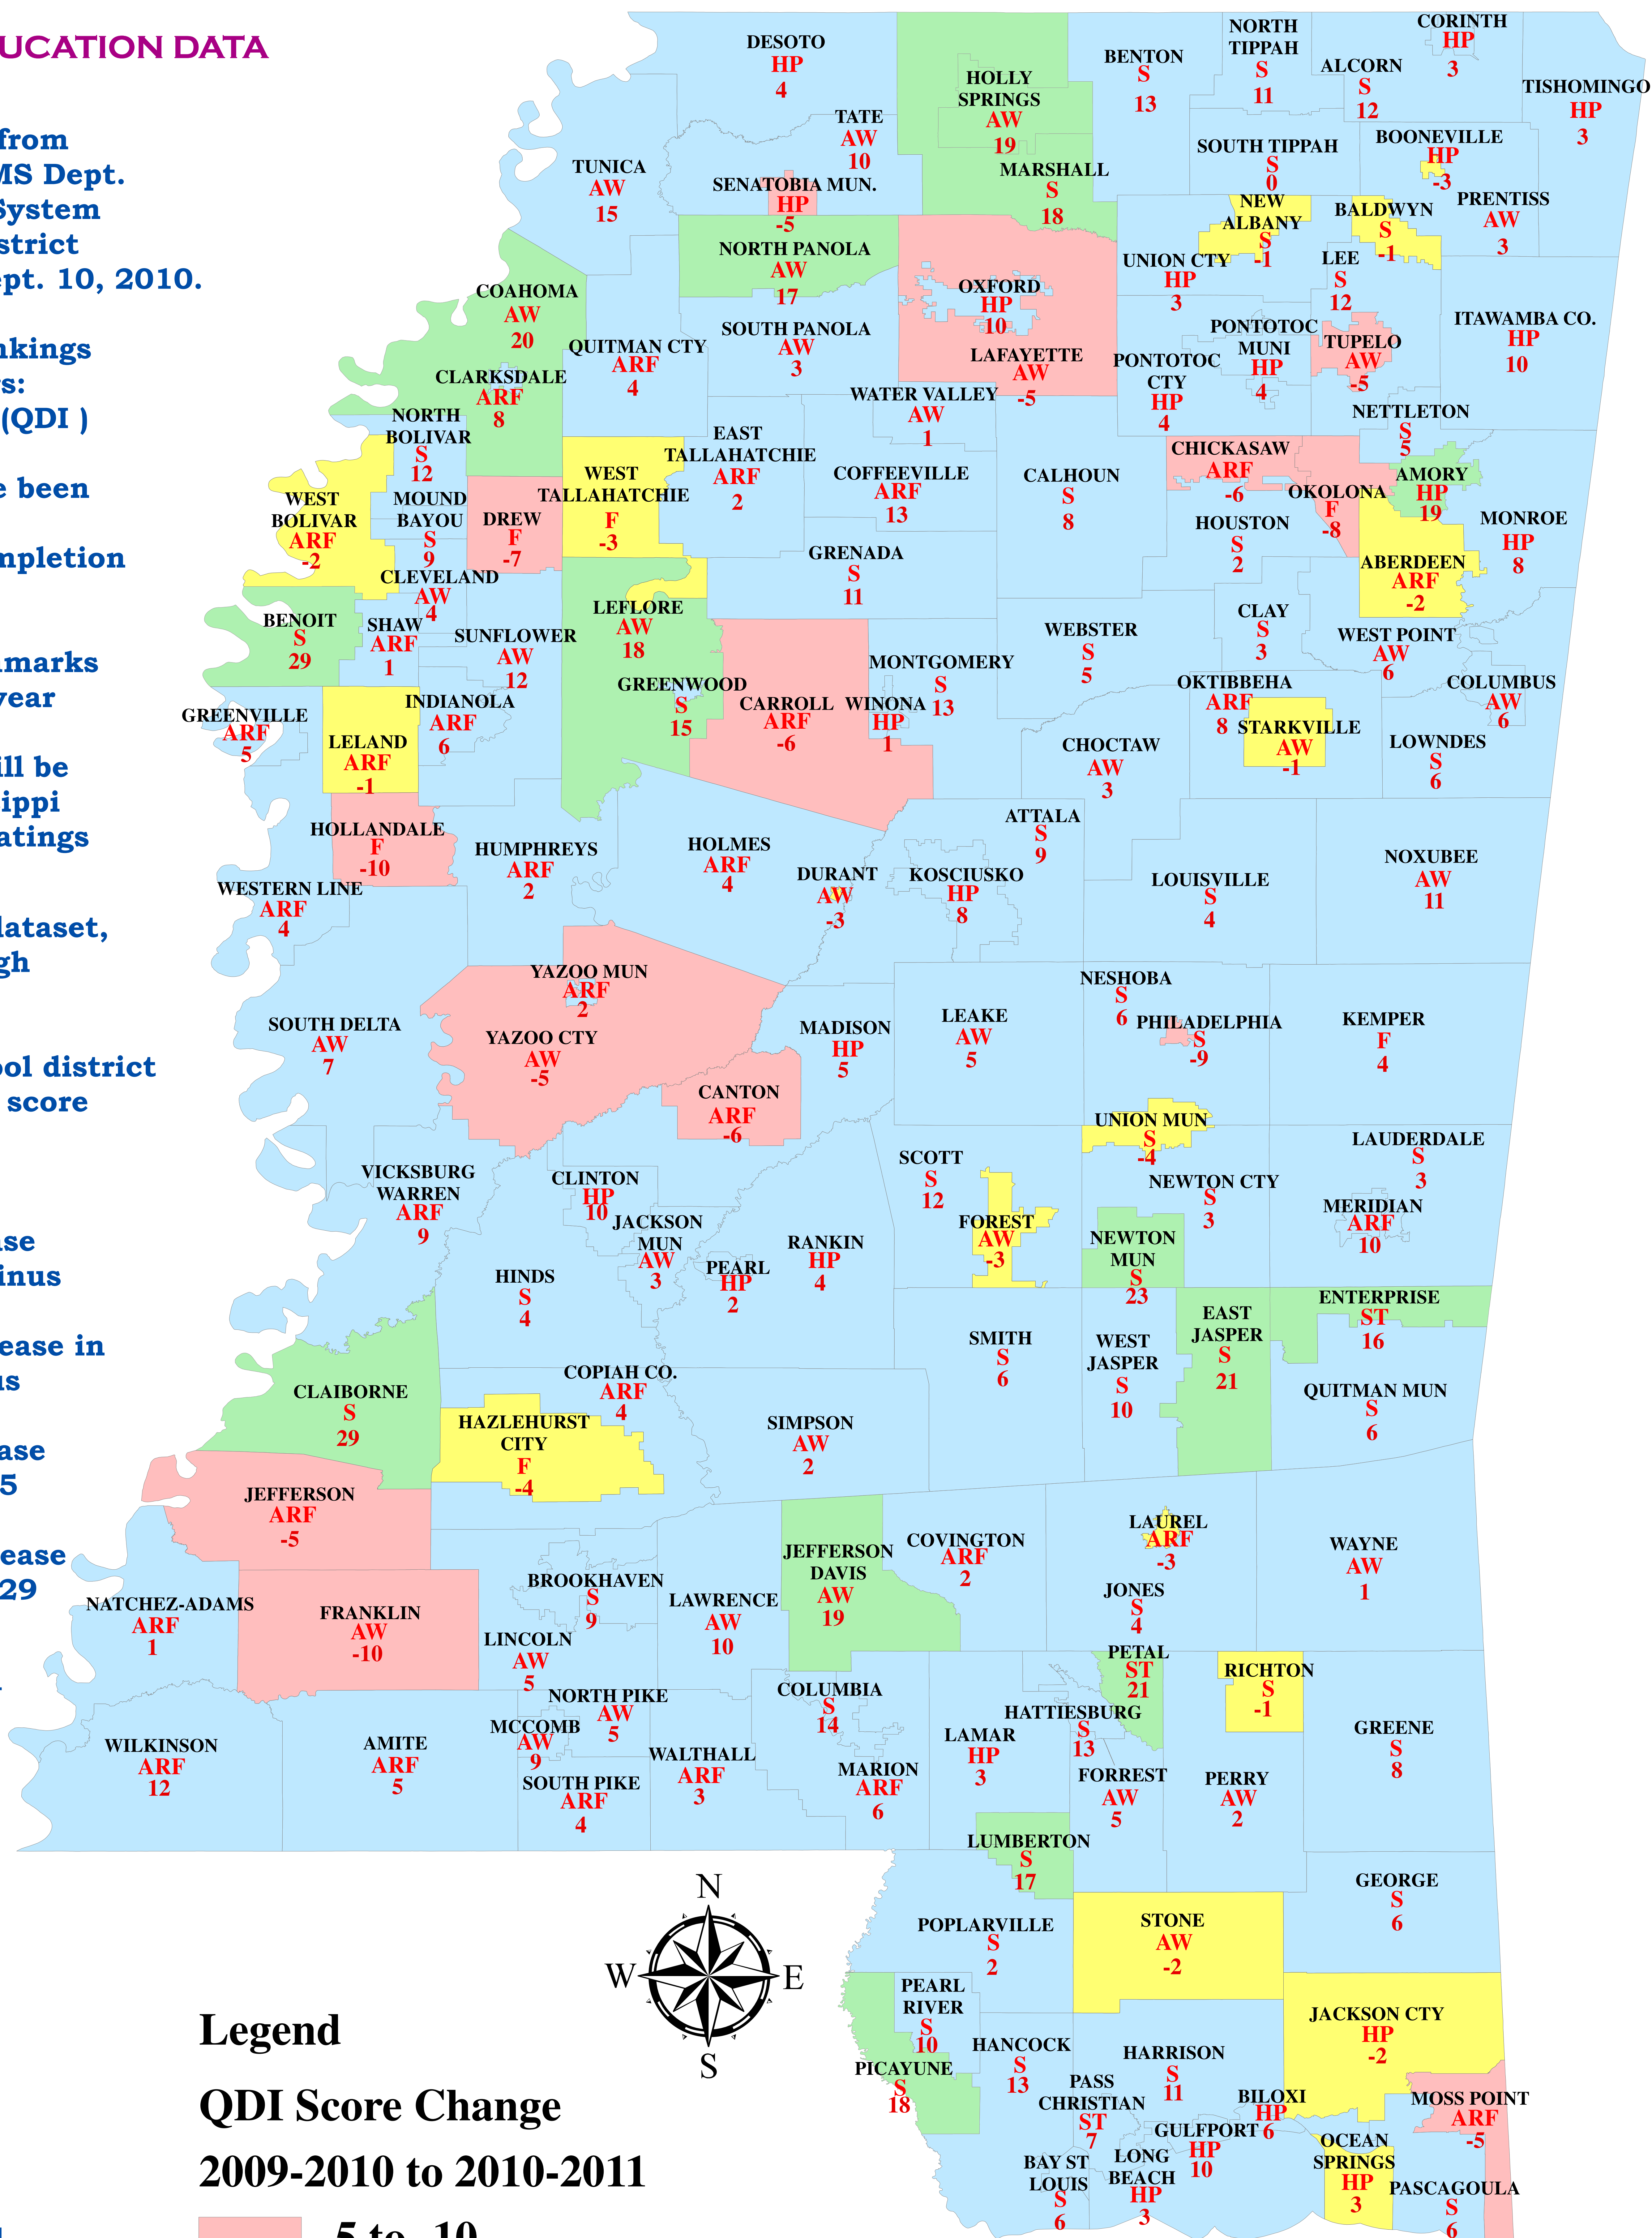 UCATION DATA
from
MS Dept.
System
strict
ept. 10, 2010.
nkings
s:
(QDI )
e been
mpletion
lmarks
year
ill be
ippi
atings
dataset,
gh
ool district
score
ase
inus
ease in
us
ase
5
ease
29
DESOTO
HP
4
HOLLY
SPRINGS
AW
19
BENTON
S
13
NORTH
TIPPAH
S
11
ALCORN
S
12
CORINTH
HP
3
TISHOMINGO
HP
3
TUNICA
AW
15
TATE
AW
10
SENATOBIA MUN.
HP
-5
MARSHALL
S
18
SOUTH TIPPAH
S
0
BOONEVILLE
HP
-3
PRENTISS
AW
3
NEW
ALBANY
S
-1
BALDWYN
S
-1
NORTH PANOLA
AW
17
UNION CTY
HP
3
LEE
S
12
COAHOMA
AW
20
OXFORD
HP
10
LAFAYETTE
AW
-5
SOUTH PANOLA
AW
3
QUITMAN CTY
ARF
4
PONTOTOC
CTY
HP
4
PONTOTOC
MUNI
HP
4
TUPELO
AW
-5
ITAWAMBA CO.
HP
10
CLARKSDALE
ARF
8
NORTH
BOLIVAR
S
12
WATER VALLEY
AW
1
NETTLETON
S
5
EAST
TALLAHATCHIE
ARF
2
WEST
TALLAHATCHIE
F
-3
COFFEEVILLE
ARF
13
CALHOUN
S
8
CHICKASAW
ARF
-6
OKOLONA
F
-8
AMORY
HP
19
MONROE
HP
8
WEST
BOLIVAR
ARF
-2
MOUND
BAYOU
S
9
DREW
F
-7
HOUSTON
S
2
ABERDEEN
ARF
-2
CLEVELAND
AW
4
GRENADA
S
11
BENOIT
S
29
SHAW
ARF
1
SUNFLOWER
AW
12
LEFLORE
AW
18
WEBSTER
S
5
CLAY
S
3
WEST POINT
AW
6
GREENWOOD
S
15
CARROLL
ARF
-6
MONTGOMERY
S
13
WINONA
HP
1
OKTIBBEHA
ARF
8
STARKVILLE
AW
-1
COLUMBUS
AW
6
LOWNDES
S
6
GREENVILLE
ARF
5
LELAND
ARF
-1
INDIANOLA
ARF
6
CHOCTAW
AW
3
HOLLANDALE
F
-10
HUMPHREYS
ARF
2
HOLMES
ARF
4
DURANT
AW
-3
ATTALA
S
9
KOSCIUSKO
HP
8
LOUISVILLE
S
4
NOXUBEE
AW
11
WESTERN LINE
ARF
4
YAZOO MUN
ARF
2
YAZOO CTY
AW
-5
SOUTH DELTA
AW
7
MADISON
HP
5
CANTON
ARF
-6
LEAKE
AW
5
NESHOBA
S
6
PHILADELPHIA
S
-9
KEMPER
F
4
UNION MUN
S
-4
VICKSBURG
WARREN
ARF
9
CLINTON
HP
10
JACKSON
MUN
AW
3
PEARL
HP
2
RANKIN
HP
4
SCOTT
S
12
FOREST
AW
-3
NEWTON CTY
S
3
NEWTON
MUN
S
23
LAUDERDALE
S
3
MERIDIAN
ARF
10
HINDS
S
4
SMITH
S
6
WEST
JASPER
S
10
EAST
JASPER
S
21
ENTERPRISE
ST
16
QUITMAN MUN
S
6
CLAIBORNE
S
29
COPIAH CO.
ARF
4
HAZLEHURST
CITY
F
-4
SIMPSON
AW
2
JEFFERSON
ARF
-5
JEFFERSON
DAVIS
AW
19
COVINGTON
ARF
2
LAUREL
ARF
-3
JONES
S
4
WAYNE
AW
1
NATCHEZ-ADAMS
ARF
1
FRANKLIN
AW
-10
BROOKHAVEN
S
9
LINCOLN
AW
5
LAWRENCE
AW
10
PETAL
ST
21
RICHTON
S
-1
WILKINSON
ARF
12
AMITE
ARF
5
NORTH PIKE
AW
5
MCCOMB
AW
9
SOUTH PIKE
ARF
4
WALTHALL
ARF
3
COLUMBIA
S
14
MARION
ARF
6
LAMAR
HP
3
HATTIESBURG
S
13
FORREST
AW
5
PERRY
AW
2
GREENE
S
8
LUMBERTON
S
17
GEORGE
S
6
POPLARVILLE
S
2
STONE
AW
-2
PEARL
RIVER
S
10
PICAYUNE
S
18
HANCOCK
S
13
HARRISON
S
11
JACKSON CTY
HP
-2
PASS
CHRISTIAN
ST
7
BILOXI
HP
6
GULFPORT
HP
10
MOSS POINT
ARF
-5
BAY ST
LOUIS
S
6
LONG
BEACH
HP
3
OCEAN
SPRINGS
HP
3
PASCAGOULA
S
6
N
W
E
S
Legend
QDI Score Change
2009-2010 to 2010-2011
-5 to -10